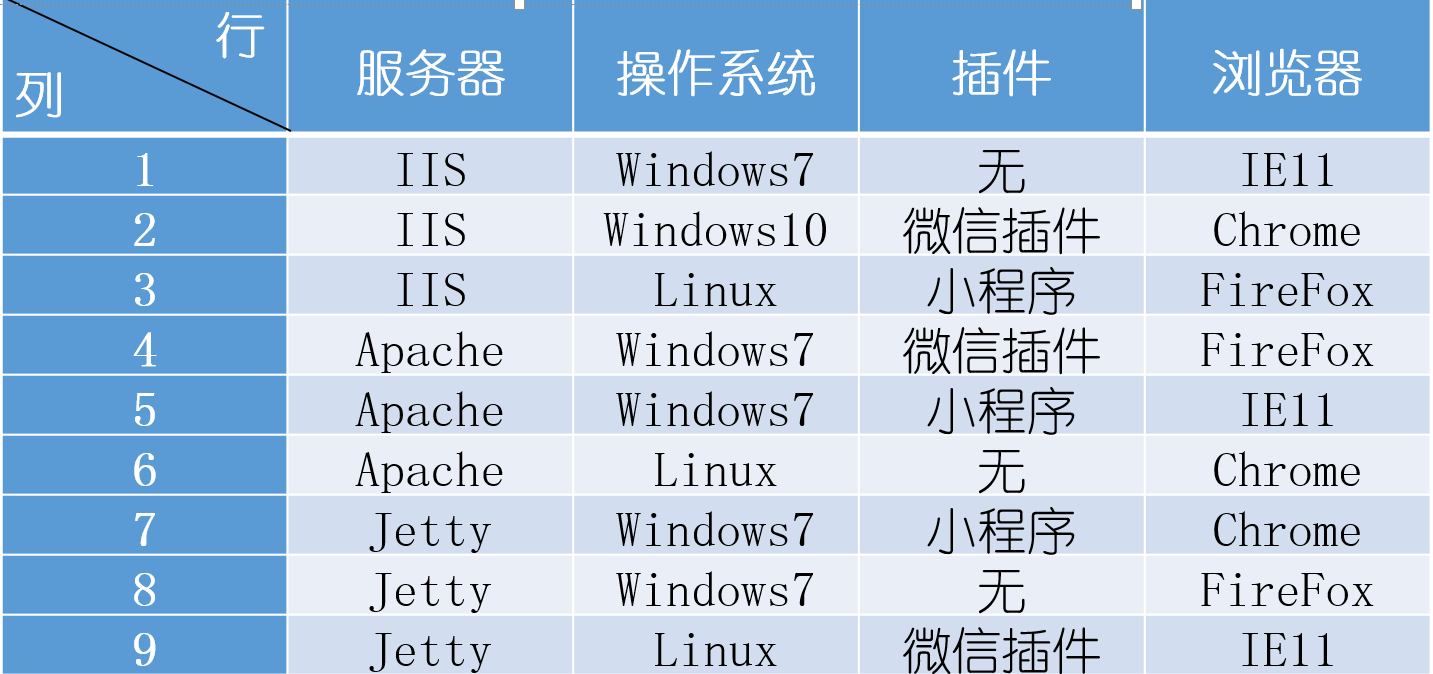 行
列 服务器 操作系统 插件 浏览器
1 IIS Windows7 无 IE11
2 IIS Windows10 微信插件 Chrome
3 IIS Linux 小程序 FireFox
4 Apache Windows7 微信插件 FireFox
5 Apache Windows7 小程序 IE11
6 Apache Linux 无 Chrome
7 Jetty Windows7 小程序 Chrome
8 Jetty Windows7 无 FireFox
9 Jetty Linux 微信插件 IE11